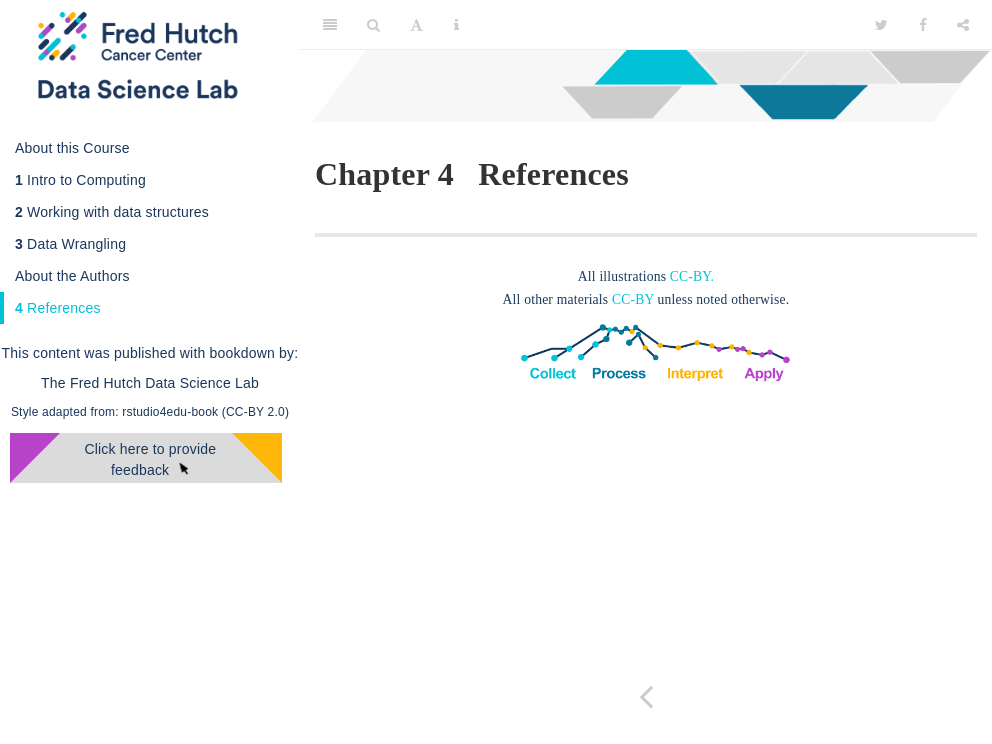 Fred Hutch
Cancer Center
Data Science Lab
About this Course
1 Intro to Computing
2 Working with data structures
3 Data Wrangling
About the Authors
4 References
This content was published with bookdown by:
The Fred Hutch Data Science Lab
Style adapted from: rstudio4edu-book (CC-BY 2.0)
Click here to provide
feedback
A
i
Chapter 4 References
All illustrations CC-BY.
All other materials CC-BY unless noted otherwise.
Collect Process Interpret Apply